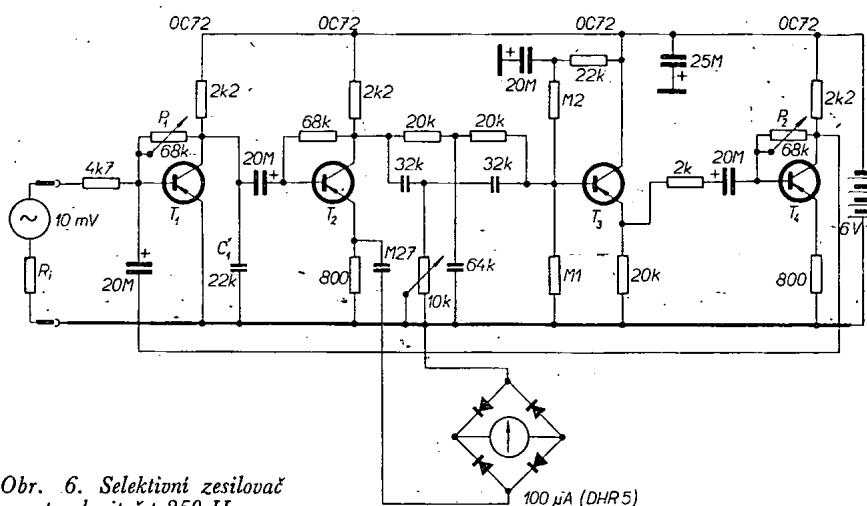 OC72
OC72
OC72
OC72
2k2
2k2
20M
+
22k
25M
+
2k2
P₁
68k
68k
20k
20k
M2
P₂
68k
4k7
20M
+
32k
32k
2k
20M
+
T₁
T₂
T₃
T₄
10 mV
Rᵢ
+
20M
C₁
22k
800
M27
10k
64k
M1
20k
800
6V
Obr. 6. Selektivní zesilovač
100 μA (DHR5)